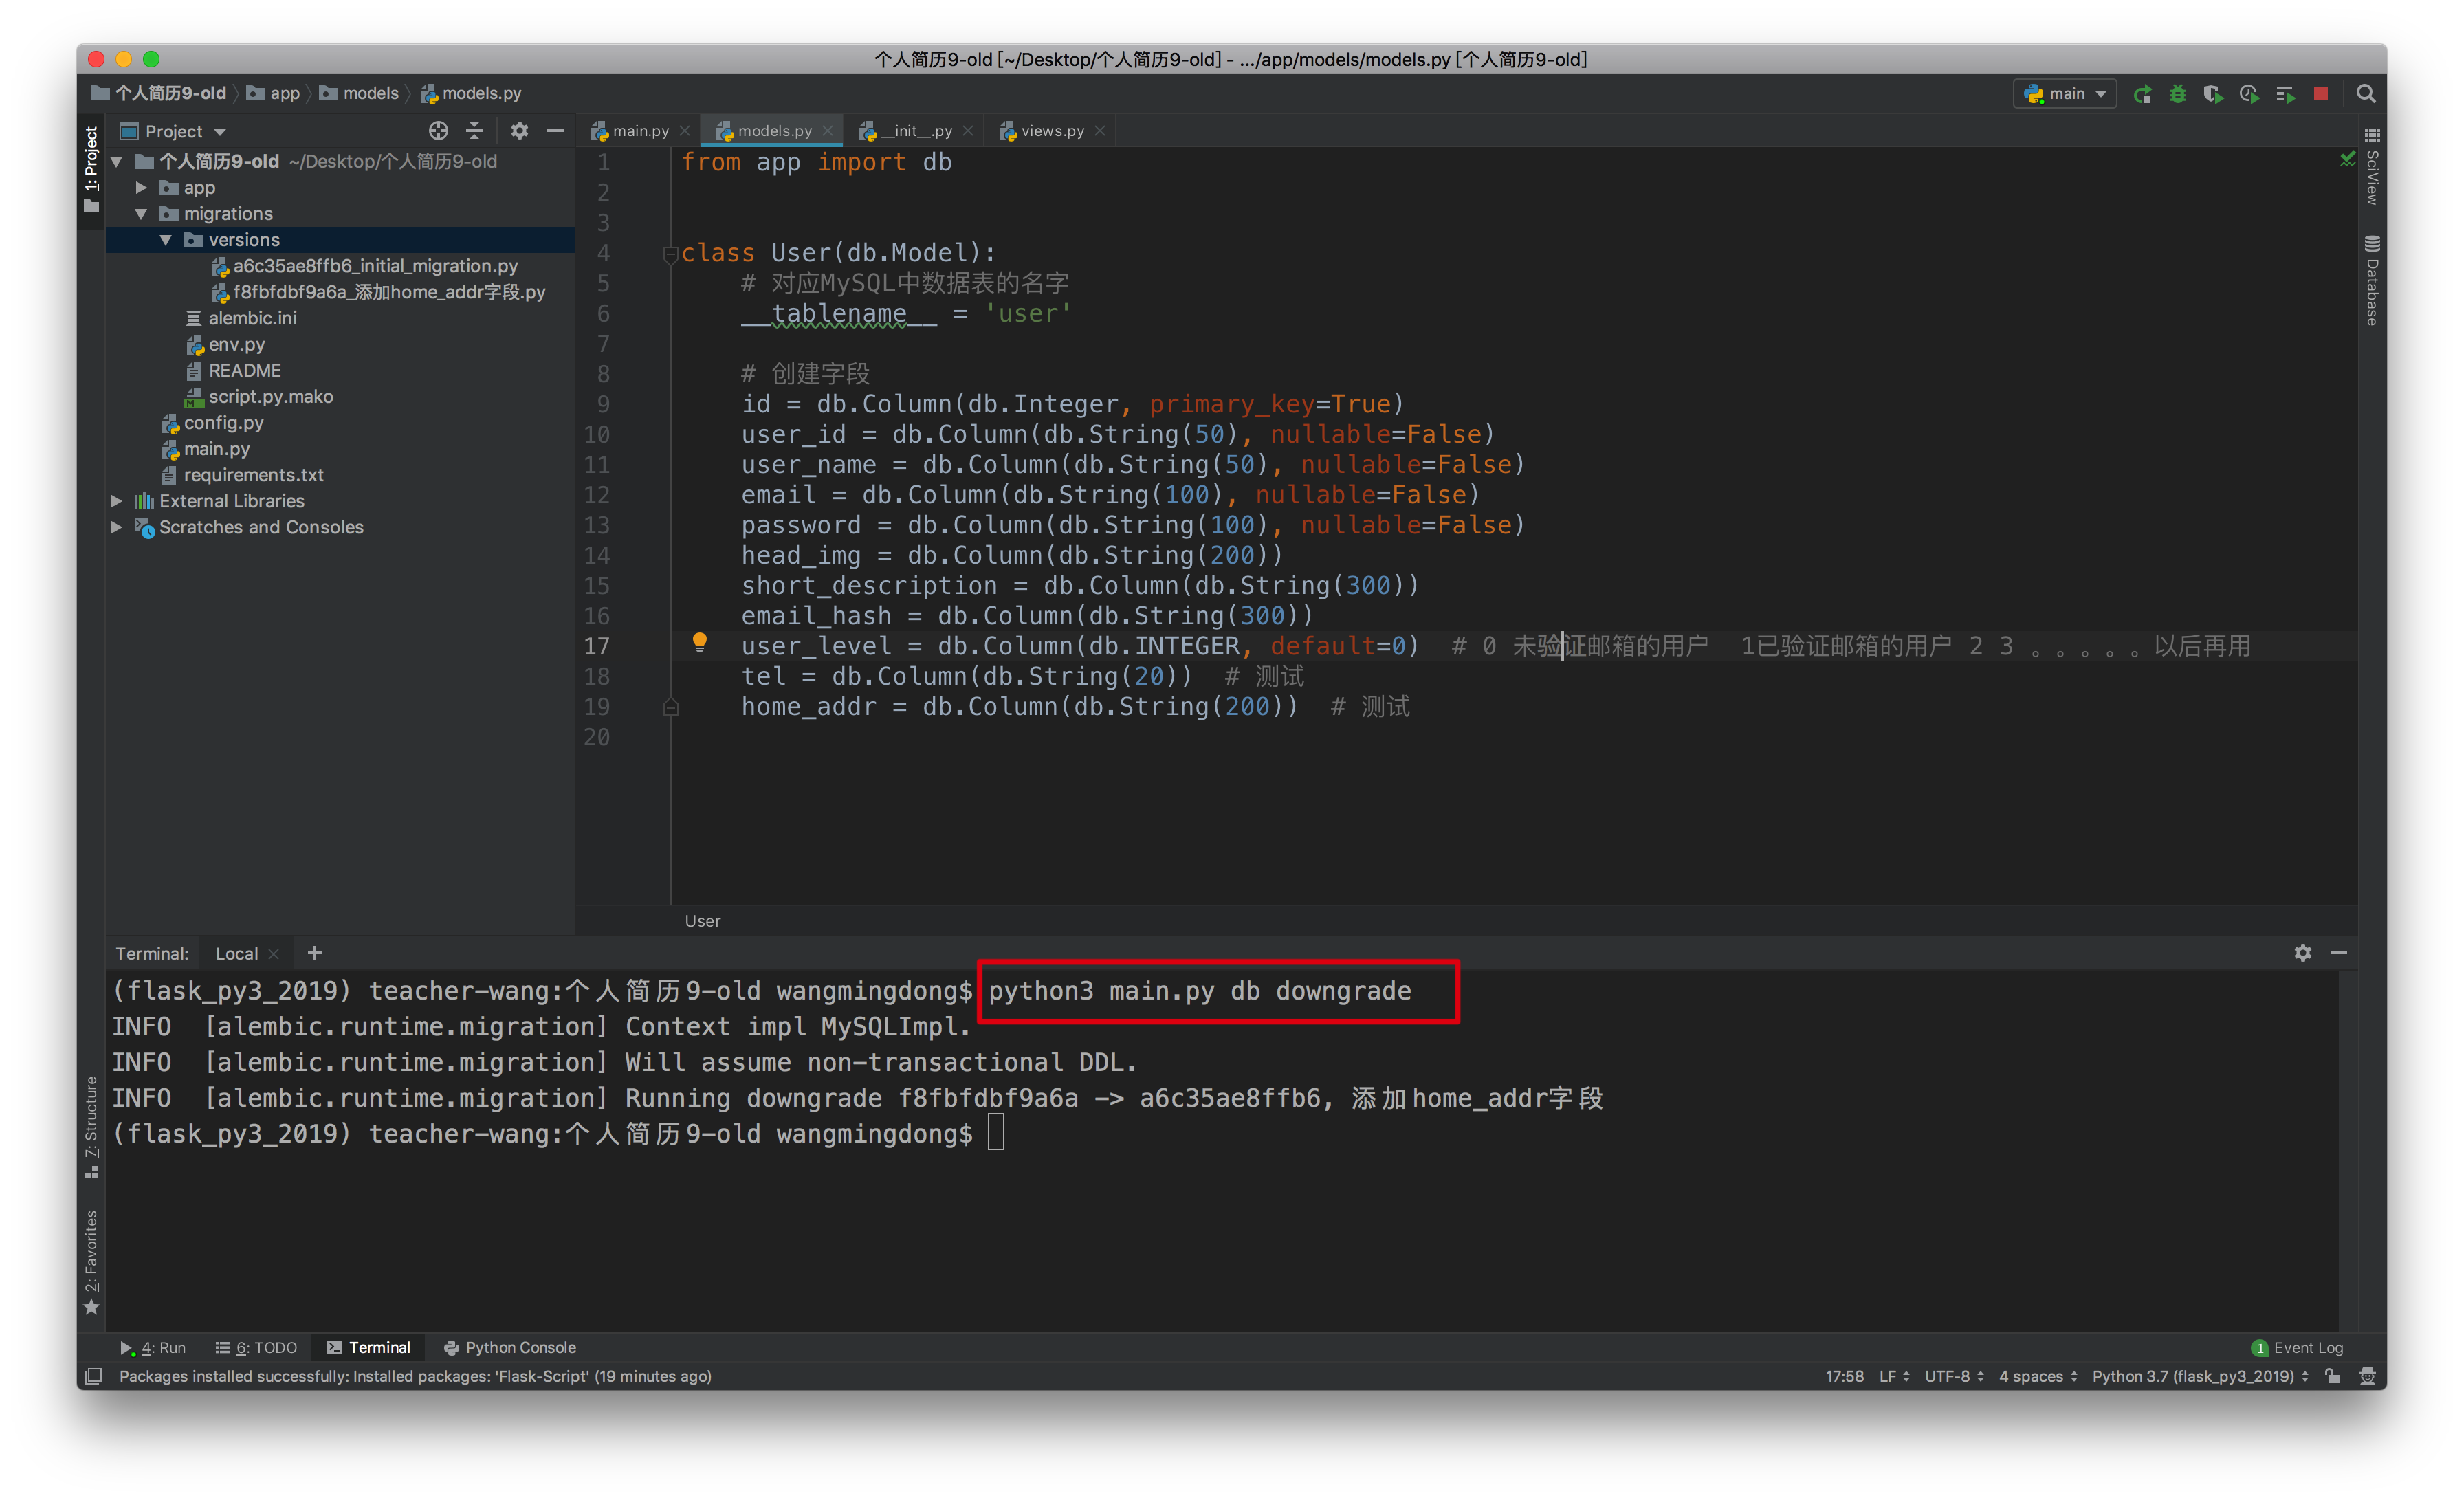 个人简历9-old [~/Desktop/个人简历9-old] - .../app/models/models.py [个人简历9-old]
个人简历9-old app models models.py main
1: Project
Project
main.py models.py __init__.py views.py
个人简历9-old ~/Desktop/个人简历9-old
app
migrations
versions
a6c35ae8ffb6_initial_migration.py
f8fbfdbf9a6a_添加home_addr字段.py
alembic.ini
env.py
README
script.py.mako
config.py
main.py
requirements.txt
External Libraries
Scratches and Consoles
1 from app import db
2
3
4 class User(db.Model):
5 # 对应MySQL中数据表的名字
6 __tablename__ = 'user'
7
8 # 创建字段
9 id = db.Column(db.Integer, primary_key=True)
10 user_id = db.Column(db.String(50), nullable=False)
11 user_name = db.Column(db.String(50), nullable=False)
12 email = db.Column(db.String(100), nullable=False)
13 password = db.Column(db.String(100), nullable=False)
14 head_img = db.Column(db.String(200))
15 short_description = db.Column(db.String(300))
16 email_hash = db.Column(db.String(300))
17 user_level = db.Column(db.INTEGER, default=0) # 0 未验证邮箱的用户 1已验证邮箱的用户 2 3 。。。。。以后再用
18 tel = db.Column(db.String(20)) # 测试
19 home_addr = db.Column(db.String(200)) # 测试
20
User
SciView
Database
Terminal: Local +
(flask_py3_2019) teacher-wang:个人简历9-old wangmingdong$ python3 main.py db downgrade
INFO [alembic.runtime.migration] Context impl MySQLImpl.
INFO [alembic.runtime.migration] Will assume non-transactional DDL.
INFO [alembic.runtime.migration] Running downgrade f8fbfdbf9a6a -> a6c35ae8ffb6, 添加home_addr字段
(flask_py3_2019) teacher-wang:个人简历9-old wangmingdong$
7: Structure
2: Favorites
4: Run 6: TODO Terminal Python Console 1 Event Log
Packages installed successfully: Installed packages: 'Flask-Script' (19 minutes ago) 17:58 LF UTF-8 4 spaces Python 3.7 (flask_py3_2019)